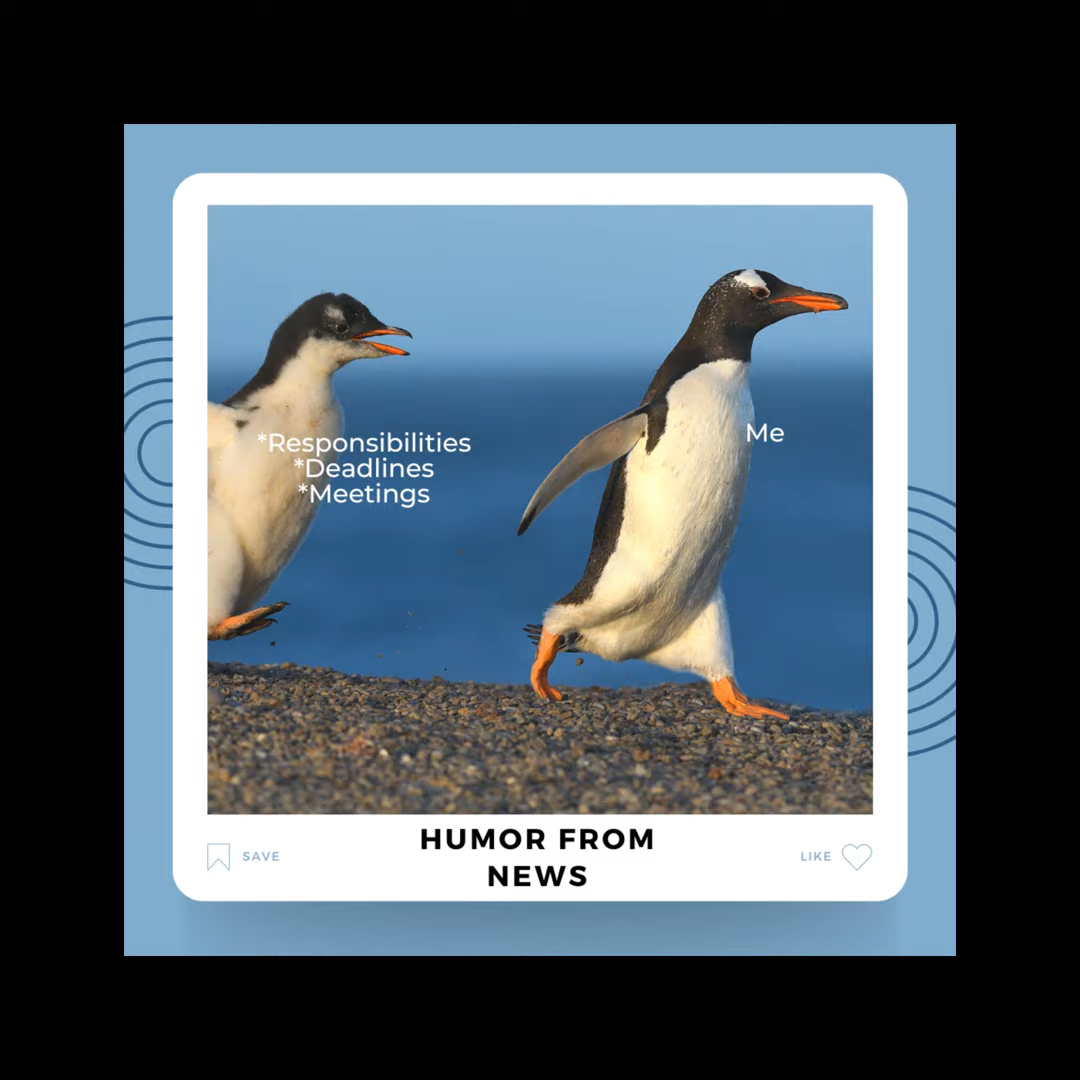 *Responsibilities
*Deadlines
*Meetings
Me
HUMOR FROM
NEWS
SAVE
LIKE